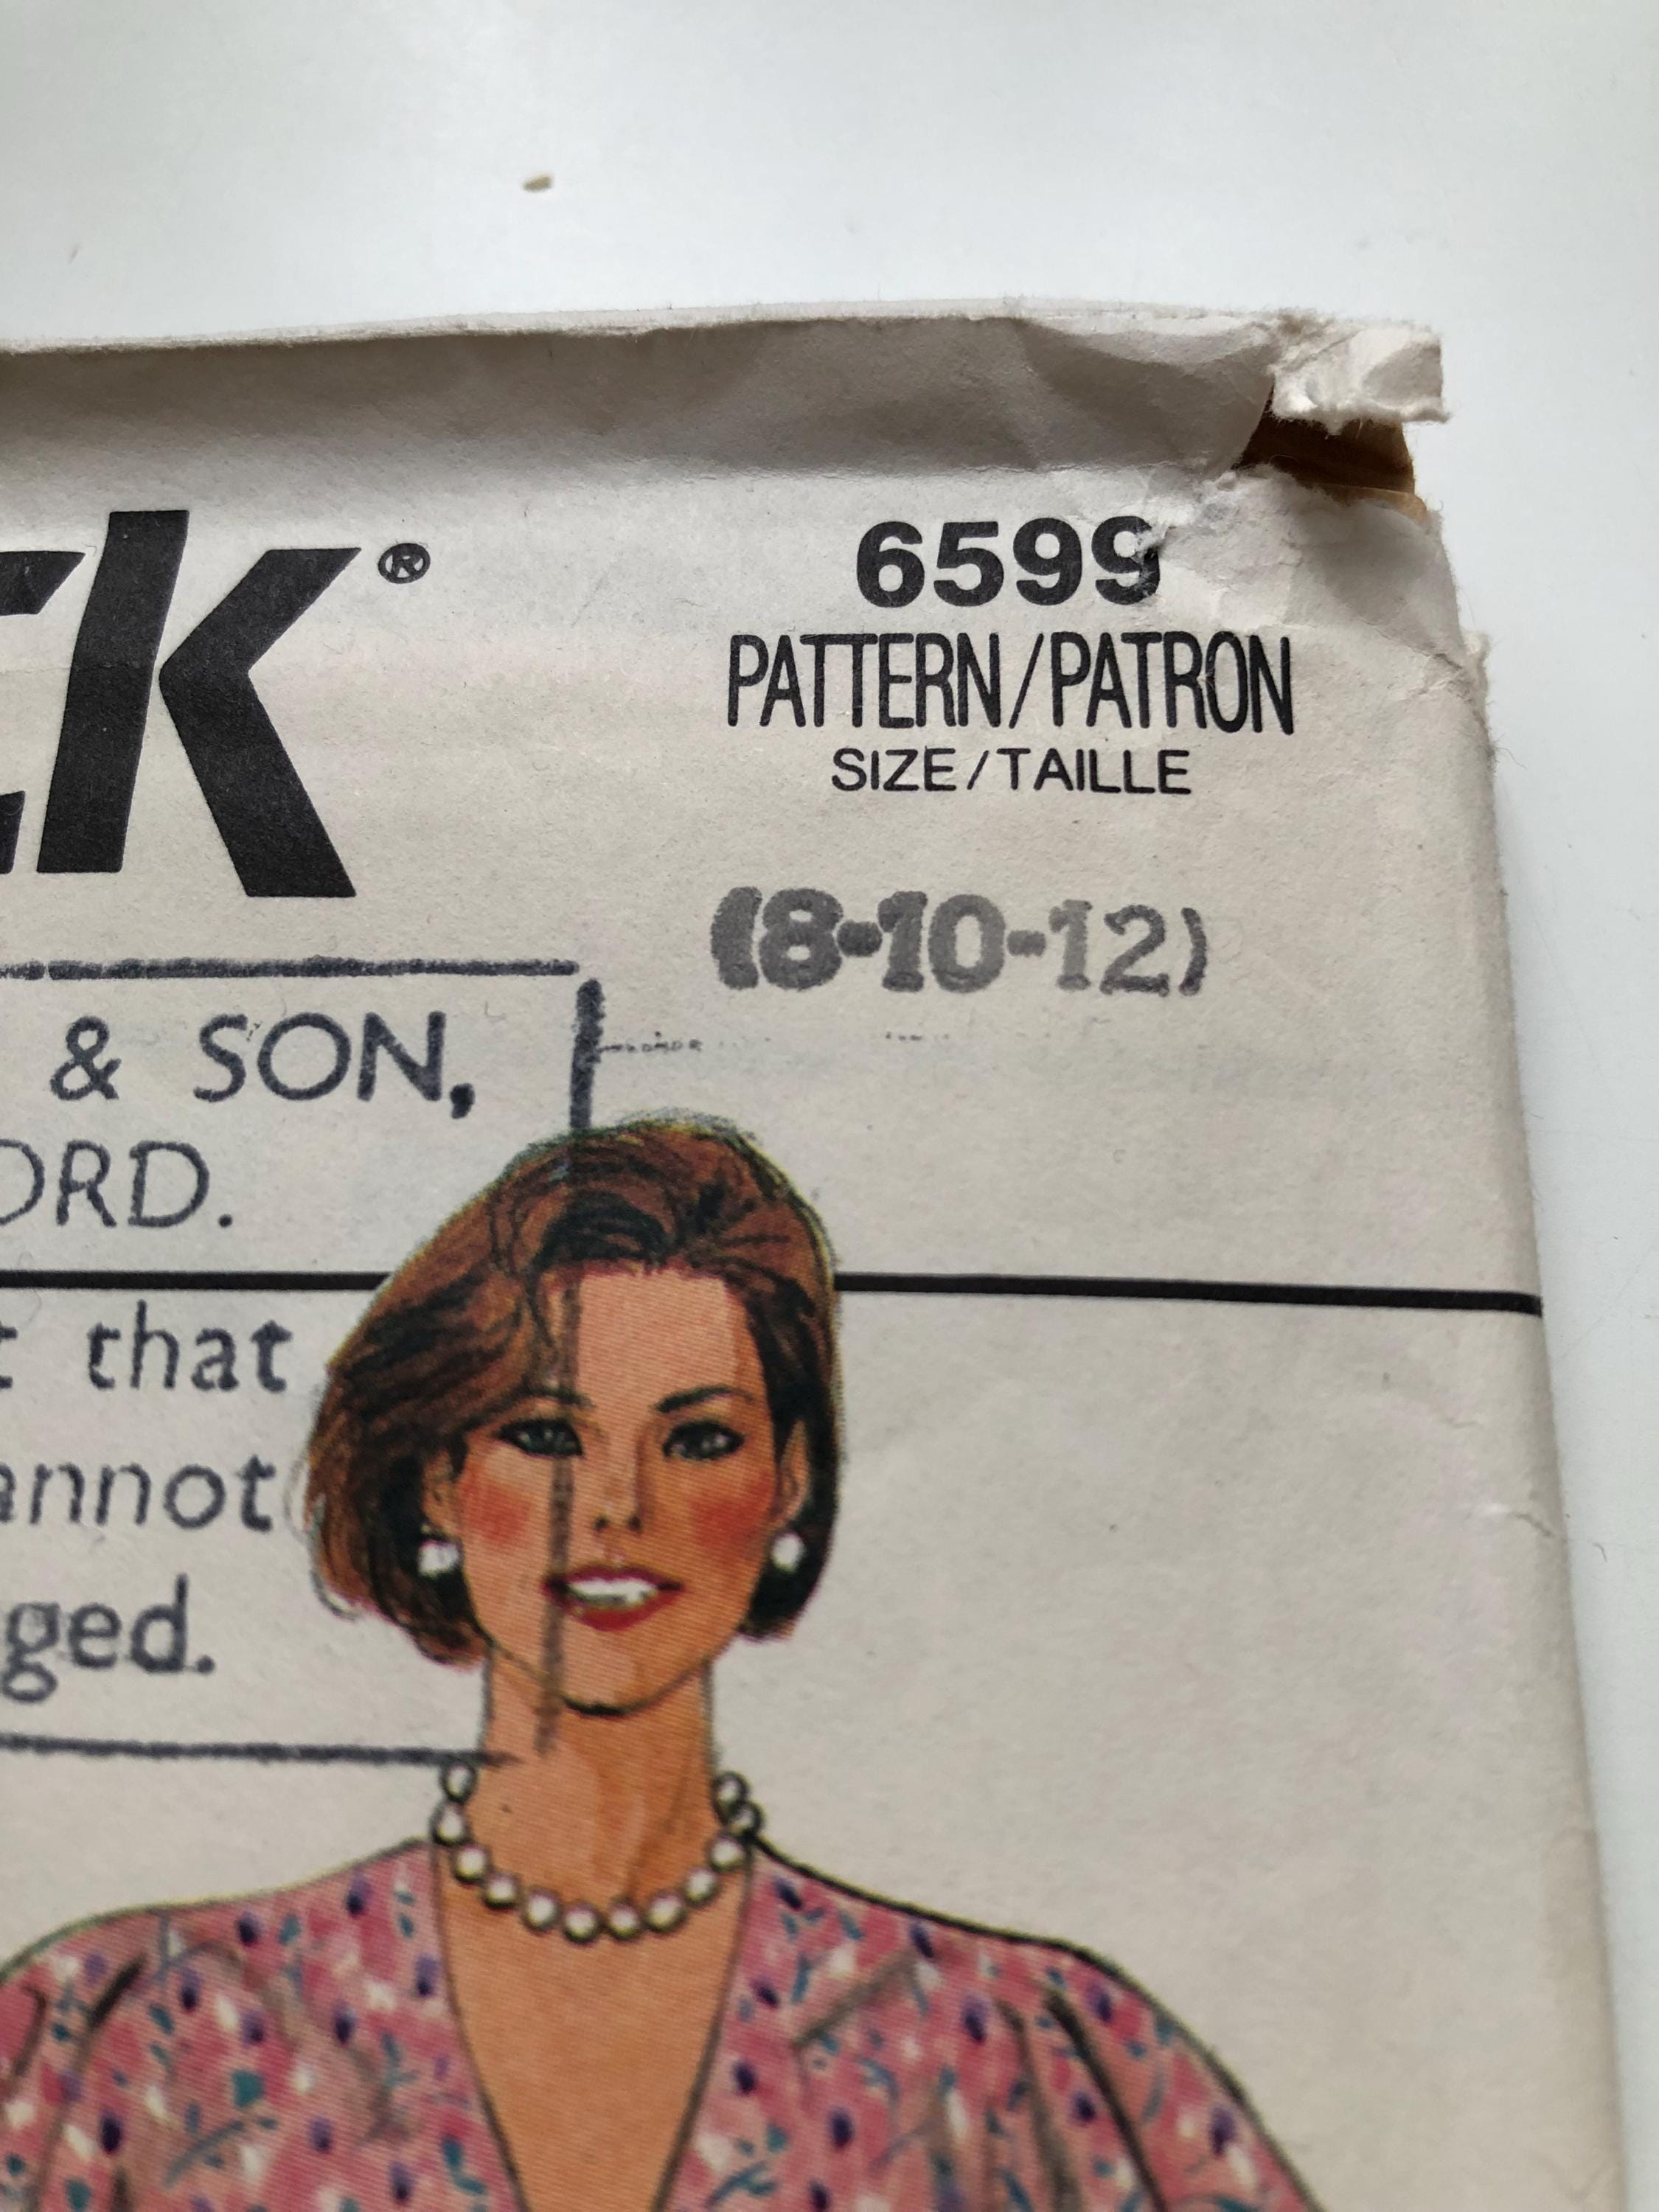 CK®
6599
PATTERN/PATRON
SIZE/TAILLE
(8-10-12)
& SON,
ORD.
t that
annot
ged.